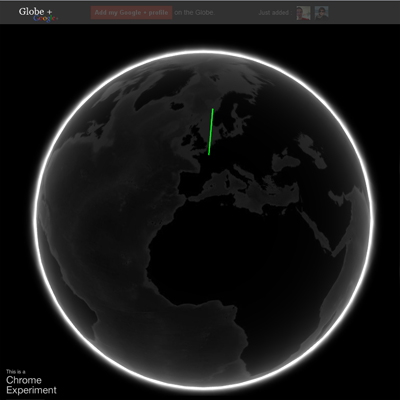 Globe +
Google
Add my Google + profile on the Globe
Just added
This is a
Chrome
Experiment